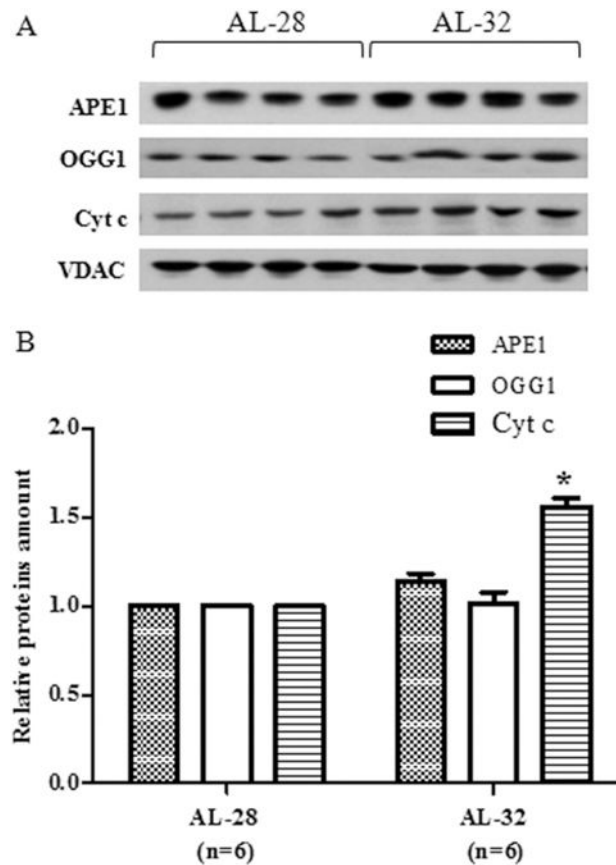 A
AL-28 AL-32
APE1
OGG1
Cyt c
VDAC
B
APE1
OGG1
Cyt c
Relative proteins amount
2.0
1.5
1.0
0.5
0.0
*
AL-28 AL-32
(n=6) (n=6)